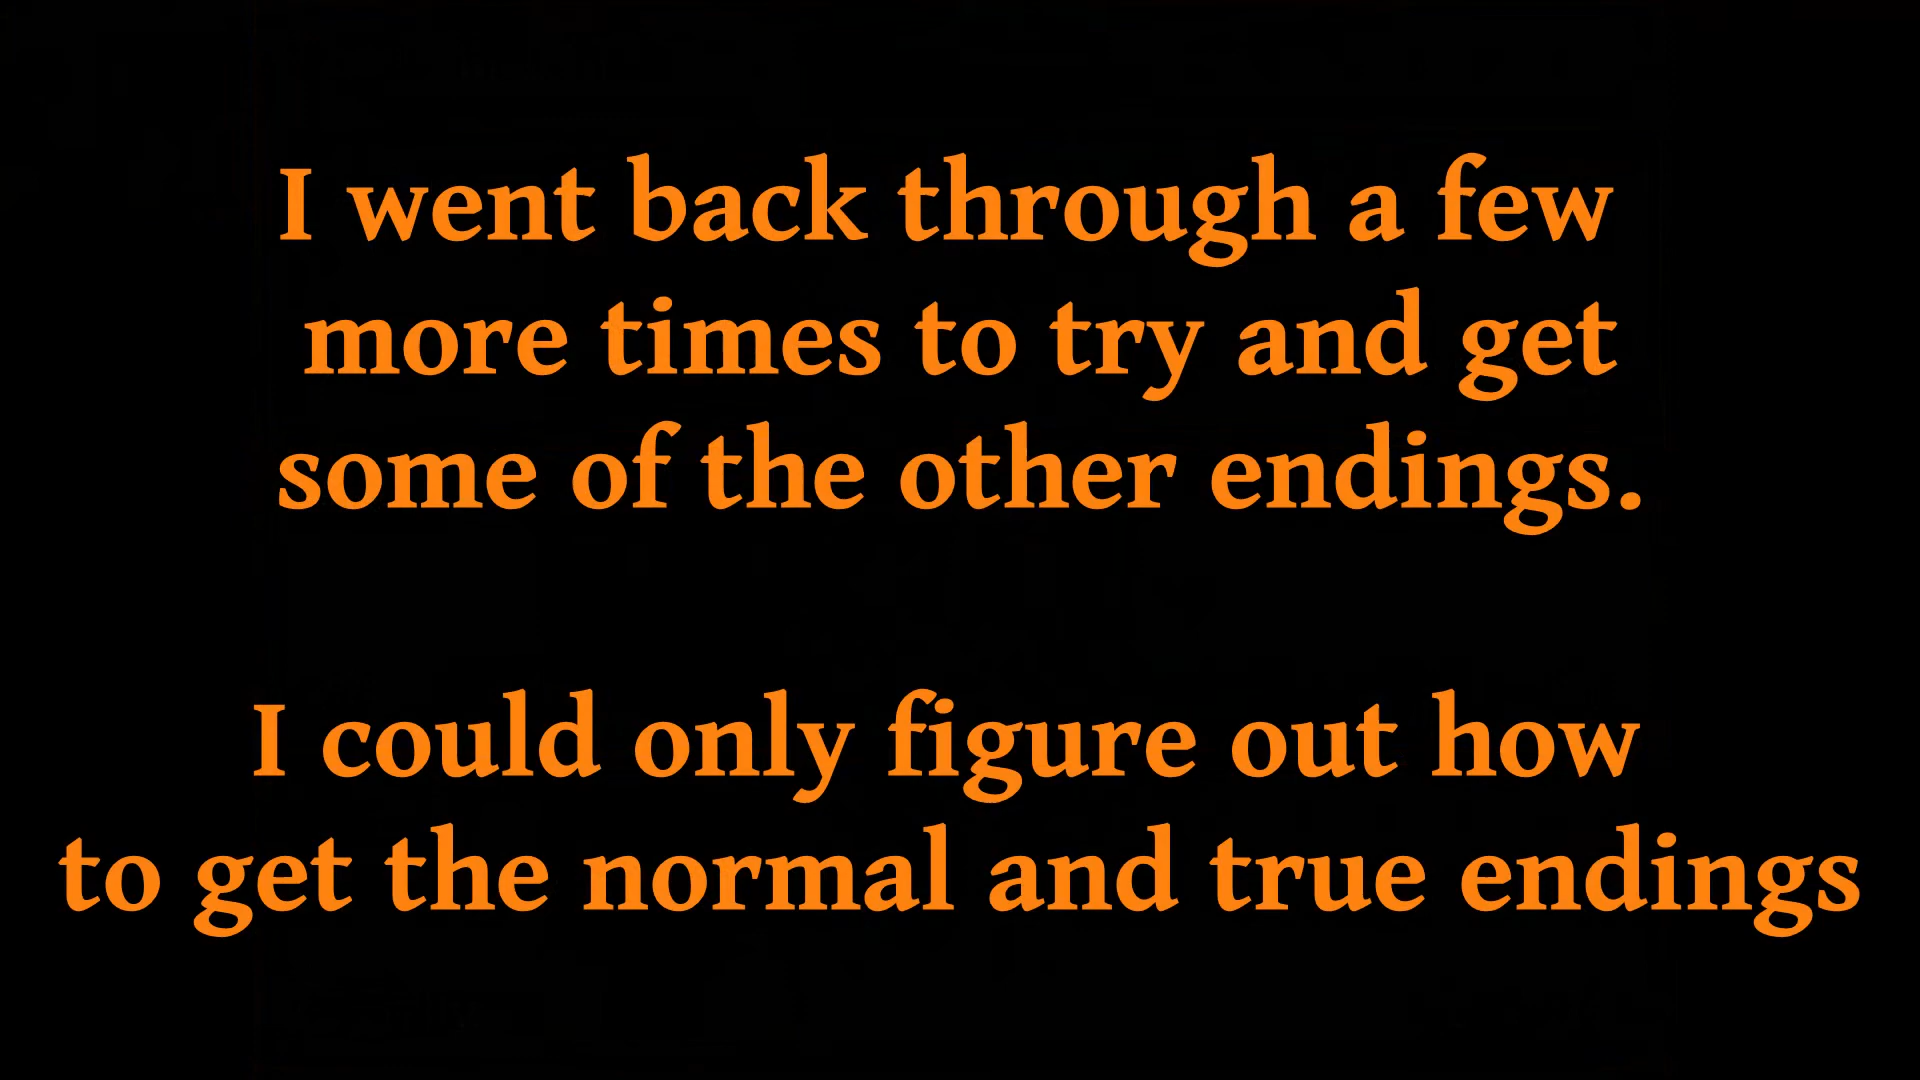 I went back through a few
more times to try and get
some of the other endings.
I could only figure out how
to get the normal and true endings